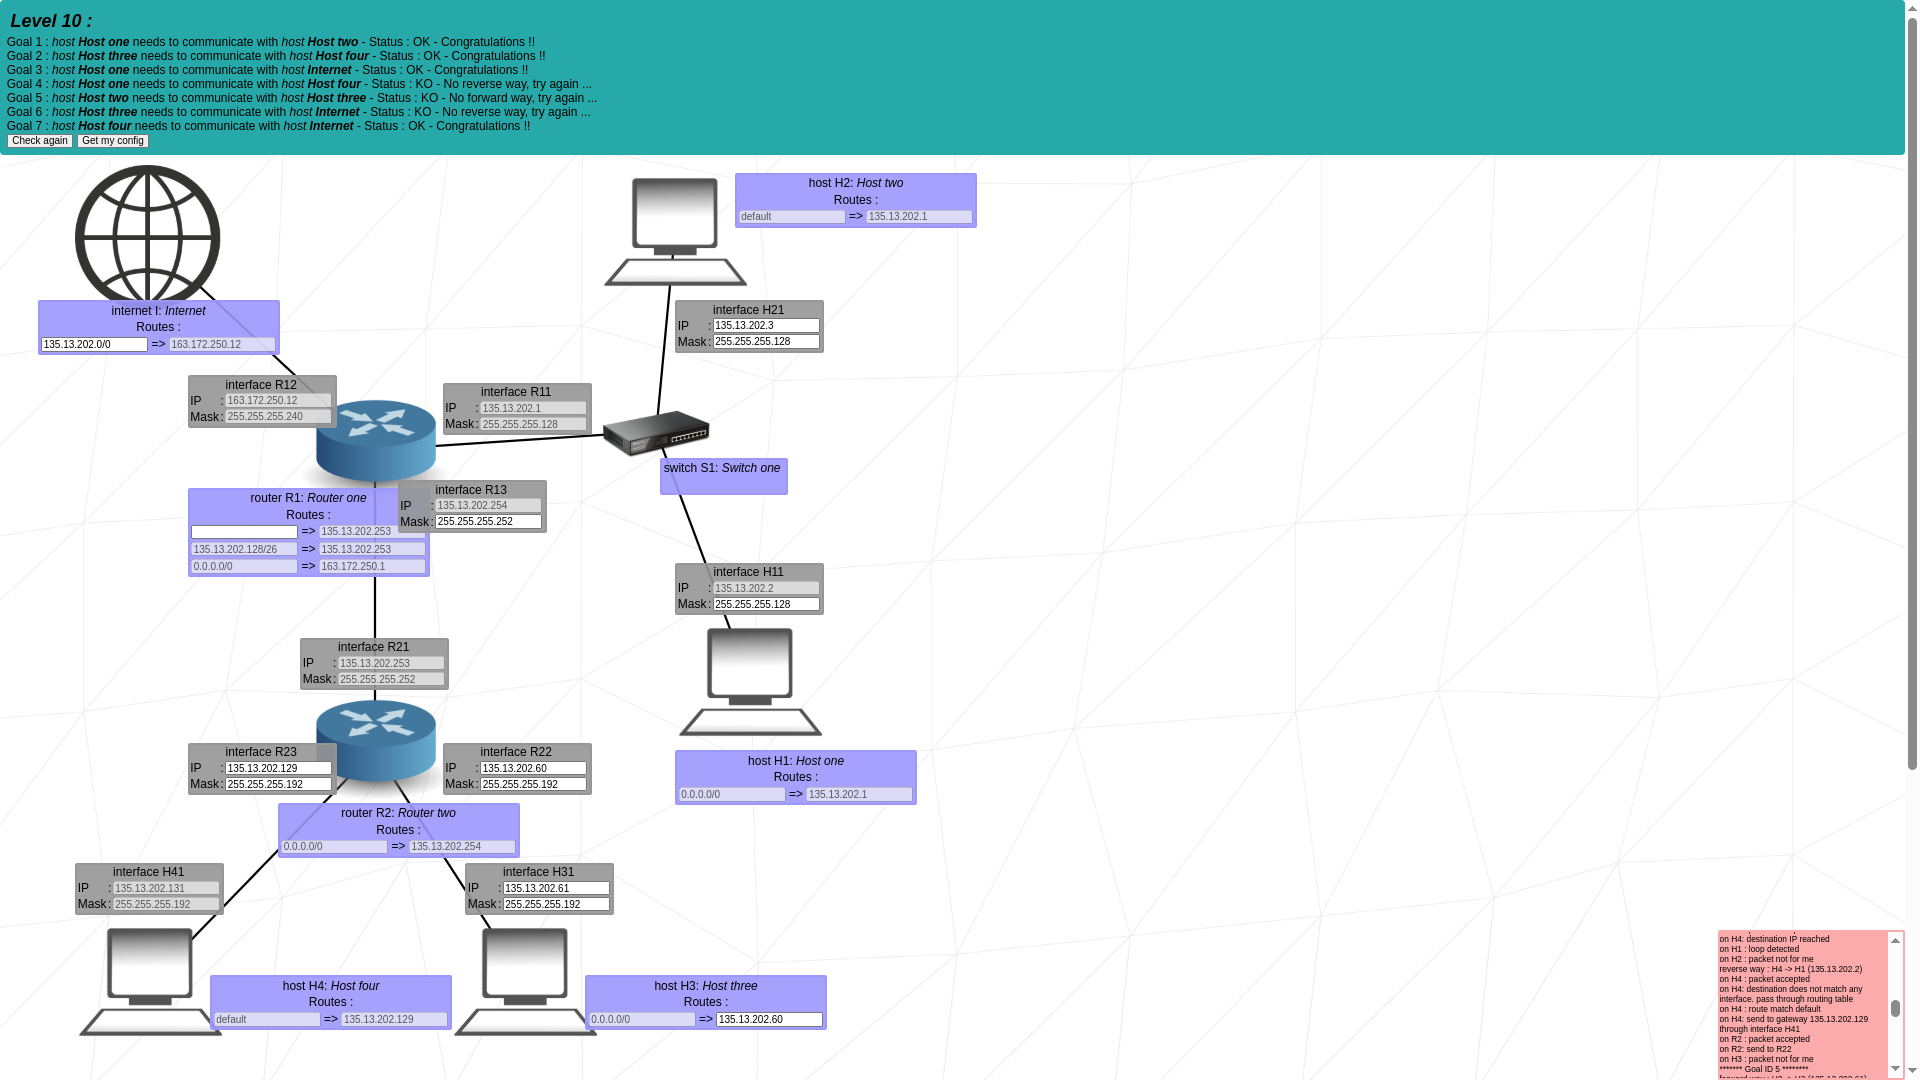 Level 10 :
Goal 1 : host Host one needs to communicate with host Host two - Status : OK - Congratulations !!
Goal 2 : host Host three needs to communicate with host Host four - Status : OK - Congratulations !!
Goal 3 : host Host one needs to communicate with host Internet - Status : OK - Congratulations !!
Goal 4 : host Host one needs to communicate with host Host four - Status : KO - No reverse way, try again ...
Goal 5 : host Host two needs to communicate with host Host three - Status : KO - No forward way, try again ...
Goal 6 : host Host three needs to communicate with host Internet - Status : KO - No reverse way, try again ...
Goal 7 : host Host four needs to communicate with host Internet - Status : OK - Congratulations !!
Check again Get my config
host H2: Host two
Routes :
default => 135.13.202.1
internet I: Internet
Routes :
135.13.202.0/0 => 163.172.250.12
interface H21
IP : 135.13.202.3
Mask : 255.255.255.128
interface R12
IP : 163.172.250.12
Mask : 255.255.255.240
interface R11
IP : 135.13.202.1
Mask : 255.255.255.128
switch S1: Switch one
interface R13
IP : 135.13.202.254
Mask : 255.255.255.252
router R1: Router one
Routes :
=> 135.13.202.253
135.13.202.128/26 => 135.13.202.253
0.0.0.0/0 => 163.172.250.1
interface H11
IP : 135.13.202.2
Mask : 255.255.255.128
interface R21
IP : 135.13.202.253
Mask : 255.255.255.252
interface R23
IP : 135.13.202.129
Mask : 255.255.255.192
interface R22
IP : 135.13.202.60
Mask : 255.255.255.192
host H1: Host one
Routes :
0.0.0.0/0 => 135.13.202.1
router R2: Router two
Routes :
0.0.0.0/0 => 135.13.202.254
interface H41
IP : 135.13.202.131
Mask : 255.255.255.192
interface H31
IP : 135.13.202.61
Mask : 255.255.255.192
host H4: Host four
Routes :
default => 135.13.202.129
host H3: Host three
Routes :
0.0.0.0/0 => 135.13.202.60
on H4: destination IP reached
on H1 : loop detected
on H2 : packet not for me
reverse way : H4 -> H1 (135.13.202.2)
on H4 : packet accepted
on H4: destination does not match any
interface. pass through routing table
on H4 : route match default
on H4: send to gateway 135.13.202.129
through interface H41
on R2 : packet accepted
on R2: send to R22
on H3 : packet not for me
******* Goal ID 5 ********